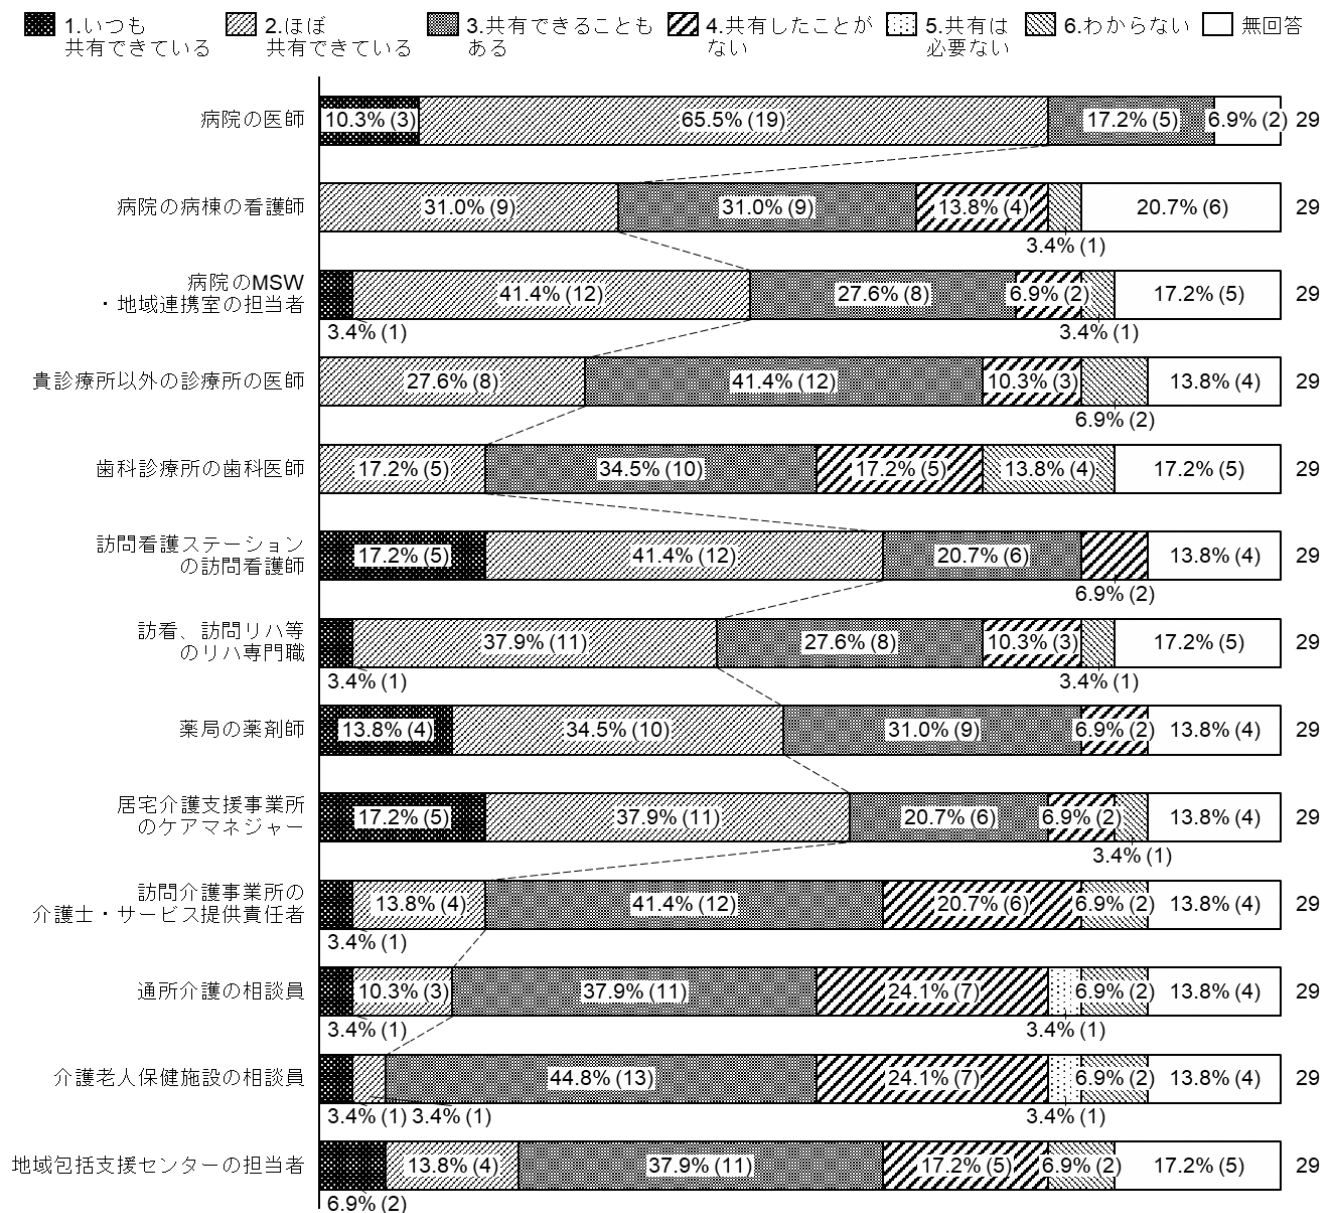 1.いつも
共有できている
2.ほぼ
共有できている
3.共有できることも
ある
4.共有したことが
ない
5.共有は
必要ない
6.わからない
無回答
病院の医師
10.3% (3)
65.5% (19)
17.2% (5)
6.9% (2)
29
病院の病棟の看護師
31.0% (9)
31.0% (9)
13.8% (4)
20.7% (6)
29
3.4% (1)
病院のMSW
・地域連携室の担当者
41.4% (12)
27.6% (8)
6.9% (2)
17.2% (5)
29
3.4% (1)
3.4% (1)
貴診療所以外の診療所の医師
27.6% (8)
41.4% (12)
10.3% (3)
13.8% (4)
29
6.9% (2)
歯科診療所の歯科医師
17.2% (5)
34.5% (10)
17.2% (5)
13.8% (4)
17.2% (5)
29
訪問看護ステーション
の訪問看護師
17.2% (5)
41.4% (12)
20.7% (6)
13.8% (4)
29
6.9% (2)
訪看、訪問リハ等
のリハ専門職
37.9% (11)
27.6% (8)
10.3% (3)
17.2% (5)
29
3.4% (1)
3.4% (1)
薬局の薬剤師
13.8% (4)
34.5% (10)
31.0% (9)
6.9% (2)
13.8% (4)
29
居宅介護支援事業所
のケアマネジャー
17.2% (5)
37.9% (11)
20.7% (6)
6.9% (2)
13.8% (4)
29
3.4% (1)
訪問介護事業所の
介護士・サービス提供責任者
13.8% (4)
41.4% (12)
20.7% (6)
6.9% (2)
13.8% (4)
29
3.4% (1)
通所介護の相談員
10.3% (3)
37.9% (11)
24.1% (7)
6.9% (2)
13.8% (4)
29
3.4% (1)
3.4% (1)
介護老人保健施設の相談員
44.8% (13)
24.1% (7)
6.9% (2)
13.8% (4)
29
3.4% (1)
3.4% (1)
3.4% (1)
地域包括支援センターの担当者
13.8% (4)
37.9% (11)
17.2% (5)
6.9% (2)
17.2% (5)
29
6.9% (2)